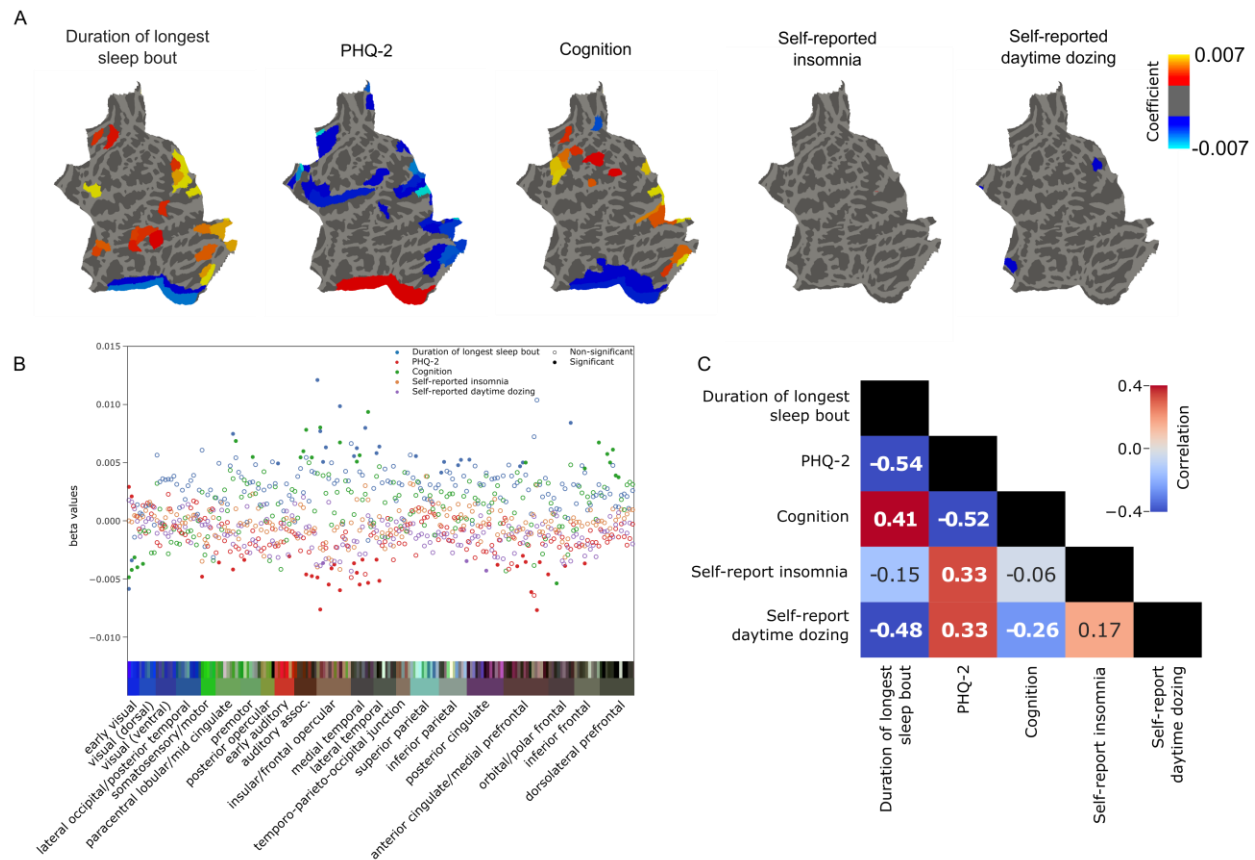 A
Duration of longest
sleep bout
PHQ-2
Cognition
Self-reported
insomnia
Self-reported
daytime dozing
0.007
Coefficient
-0.007
B
0.015
0.010
0.005
0.000
−0.005
−0.010
beta values
Duration of longest sleep bout
PHQ-2
Cognition
Self-reported insomnia
Self-reported daytime dozing
Non-significant
Significant
early visual
visual (dorsal)
visual (ventral)
lateral occipital/posterior temporal
somatosensory/motor
paracentral lobular/mid cingulate
premotor
posterior opercular
early auditory
auditory assoc.
insular/frontal opercular
medial temporal
lateral temporal
temporo-parieto-occipital junction
superior parietal
inferior parietal
posterior cingulate
anterior cingulate/medial prefrontal
orbital/polar frontal
inferior frontal
dorsolateral prefrontal
C
Duration of longest
sleep bout
PHQ-2
Cognition
Self-report insomnia
Self-report
daytime dozing
-0.54
0.41
-0.52
-0.15
0.33
-0.06
-0.48
0.33
-0.26
0.17
0.4
0.0
−0.4
Correlation
Duration of longest
sleep bout
PHQ-2
Cognition
Self-report insomnia
Self-report
daytime dozing